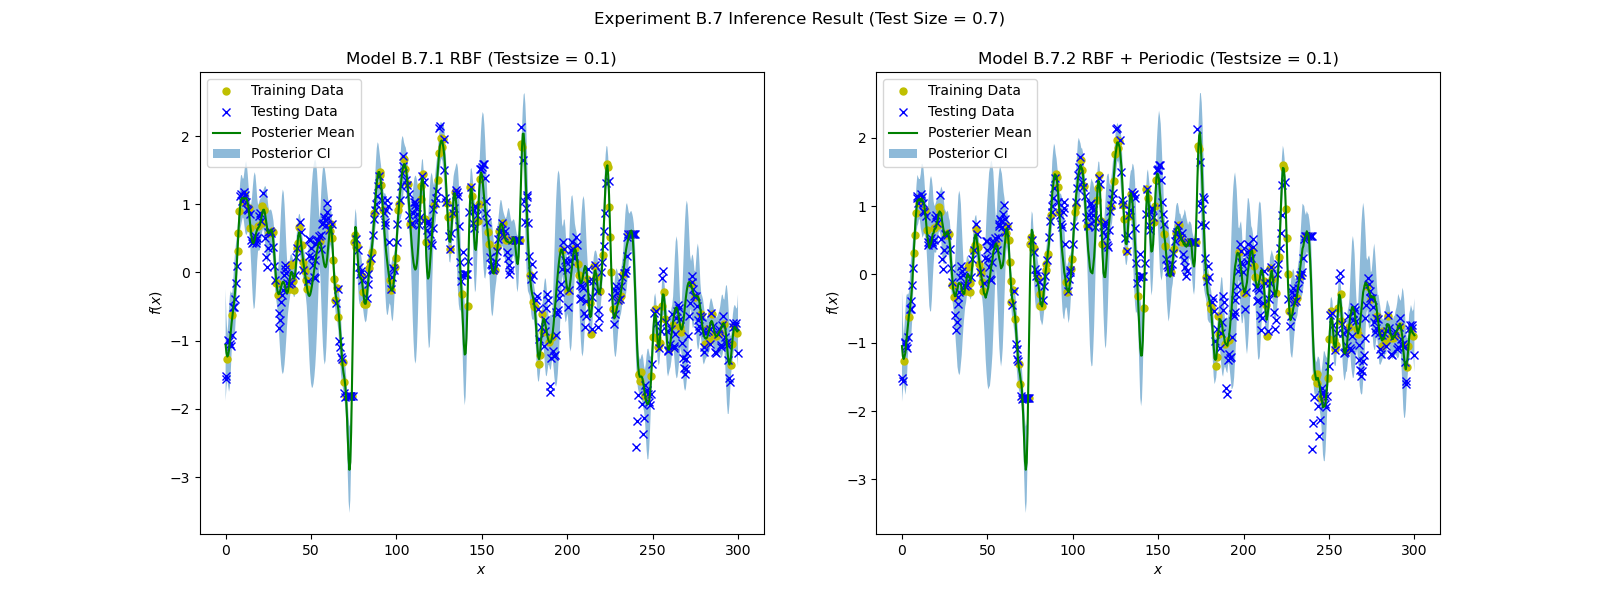 Experiment B.7 Inference Result (Test Size = 0.7)
Model B.7.1 RBF (Testsize = 0.1)
Training Data
Testing Data
Posterier Mean
Posterior CI
2
1
0
−1
−2
−3
f(x)
0 50 100 150 200 250 300
x
Model B.7.2 RBF + Periodic (Testsize = 0.1)
Training Data
Testing Data
Posterier Mean
Posterior CI
2
1
0
−1
−2
−3
f(x)
0 50 100 150 200 250 300
x